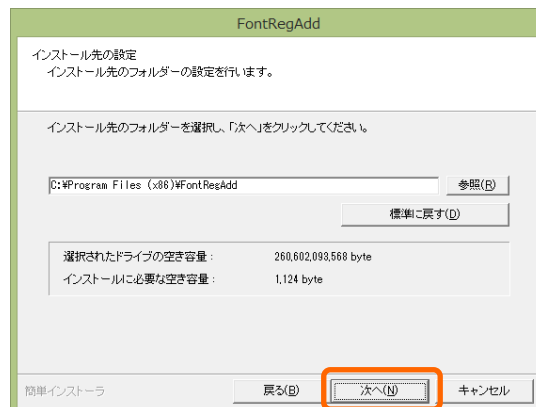 FontRegAdd
インストール先の設定
インストール先のフォルダーの設定を行います。
インストール先のフォルダーを選択し、「次へ」をクリックしてください。
C:¥Program Files (x86)¥FontRegAdd
参照(R)
標準に戻す(D)
選択されたドライブの空き容量: 260,602,093,568 byte
インストールに必要な空き容量: 1,124 byte
簡単インストーラ
戻る(B) 次へ(N) キャンセル